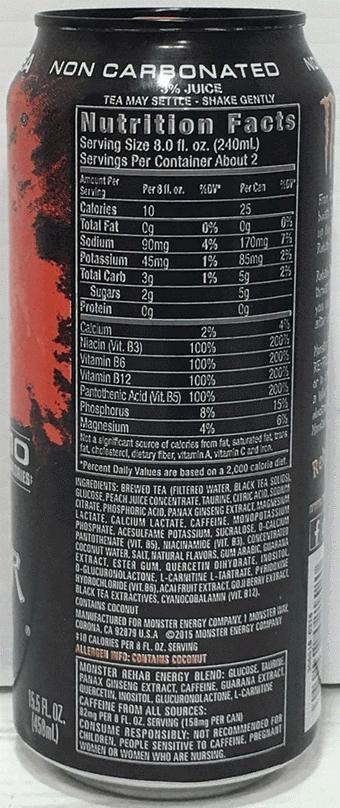 NON CARBONATED
3% JUICE
TEA MAY SETTLE - SHAKE GENTLY
Nutrition Facts
Serving Size 8.0 fl. oz. (240mL)
Servings Per Container About 2
Amount Per Serving Per 8 fl. oz. %DV* Per Can %DV*
Calories 10 25
Total Fat 0g 0% 0g 0%
Sodium 90mg 4% 170mg 7%
Potassium 45mg 1% 85mg 2%
Total Carb 3g 1% 5g 2%
Sugars 2g 5g
Protein 0g 0g
Calcium 2% 4%
Niacin (Vit. B3) 100% 200%
Vitamin B6 100% 200%
Vitamin B12 100% 200%
Pantothenic Acid (Vit. B5) 100% 200%
Phosphorus 8% 15%
Magnesium 4% 6%
Not a significant source of calories from fat, saturated fat, trans
fat, cholesterol, dietary fiber, vitamin A, vitamin C and iron.
*Percent Daily Values are based on a 2,000 calorie diet.
INGREDIENTS: BREWED TEA (FILTERED WATER, BLACK TEA SOLIDS),
GLUCOSE, PEACH JUICE CONCENTRATE, TAURINE, CITRIC ACID, SODIUM
CITRATE, PHOSPHORIC ACID, PANAX GINSENG EXTRACT, MAGNESIUM
LACTATE, CALCIUM LACTATE, CAFFEINE, MONOPOTASSIUM
PHOSPHATE, ACESULFAME POTASSIUM, SUCRALOSE, D-CALCIUM
PANTOTHENATE (VIT. B5), NIACINAMIDE (VIT. B3), CONCENTRATED
COCONUT WATER, SALT, NATURAL FLAVORS, GUM ARABIC, GUARANA
EXTRACT, ESTER GUM, QUERCETIN DIHYDRATE, INOSITOL,
D-GLUCURONOLACTONE, L-CARNITINE L-TARTRATE, PYRIDOXINE
HYDROCHLORIDE (VIT. B6), ACAI FRUIT EXTRACT, GOJI BERRY EXTRACT,
BLACK TEA EXTRACTIVES, CYANOCOBALAMIN (VIT. B12).
CONTAINS COCONUT
MANUFACTURED FOR MONSTER ENERGY COMPANY, 1 MONSTER WAY,
CORONA, CA 92879 U.S.A ©2015 MONSTER ENERGY COMPANY
‡10 CALORIES PER 8 FL. OZ. SERVING
ALLERGEN INFO: CONTAINS COCONUT
MONSTER REHAB ENERGY BLEND: GLUCOSE, TAURINE,
PANAX GINSENG EXTRACT, CAFFEINE, GUARANA EXTRACT,
QUERCETIN, INOSITOL, GLUCURONOLACTONE, L-CARNITINE
CAFFEINE FROM ALL SOURCES:
82mg PER 8 FL. OZ. SERVING (158mg PER CAN)
CONSUME RESPONSIBLY: NOT RECOMMENDED FOR
CHILDREN, PEOPLE SENSITIVE TO CAFFEINE, PREGNANT
WOMEN OR WOMEN WHO ARE NURSING.
15.5 FL. OZ.
(458mL)